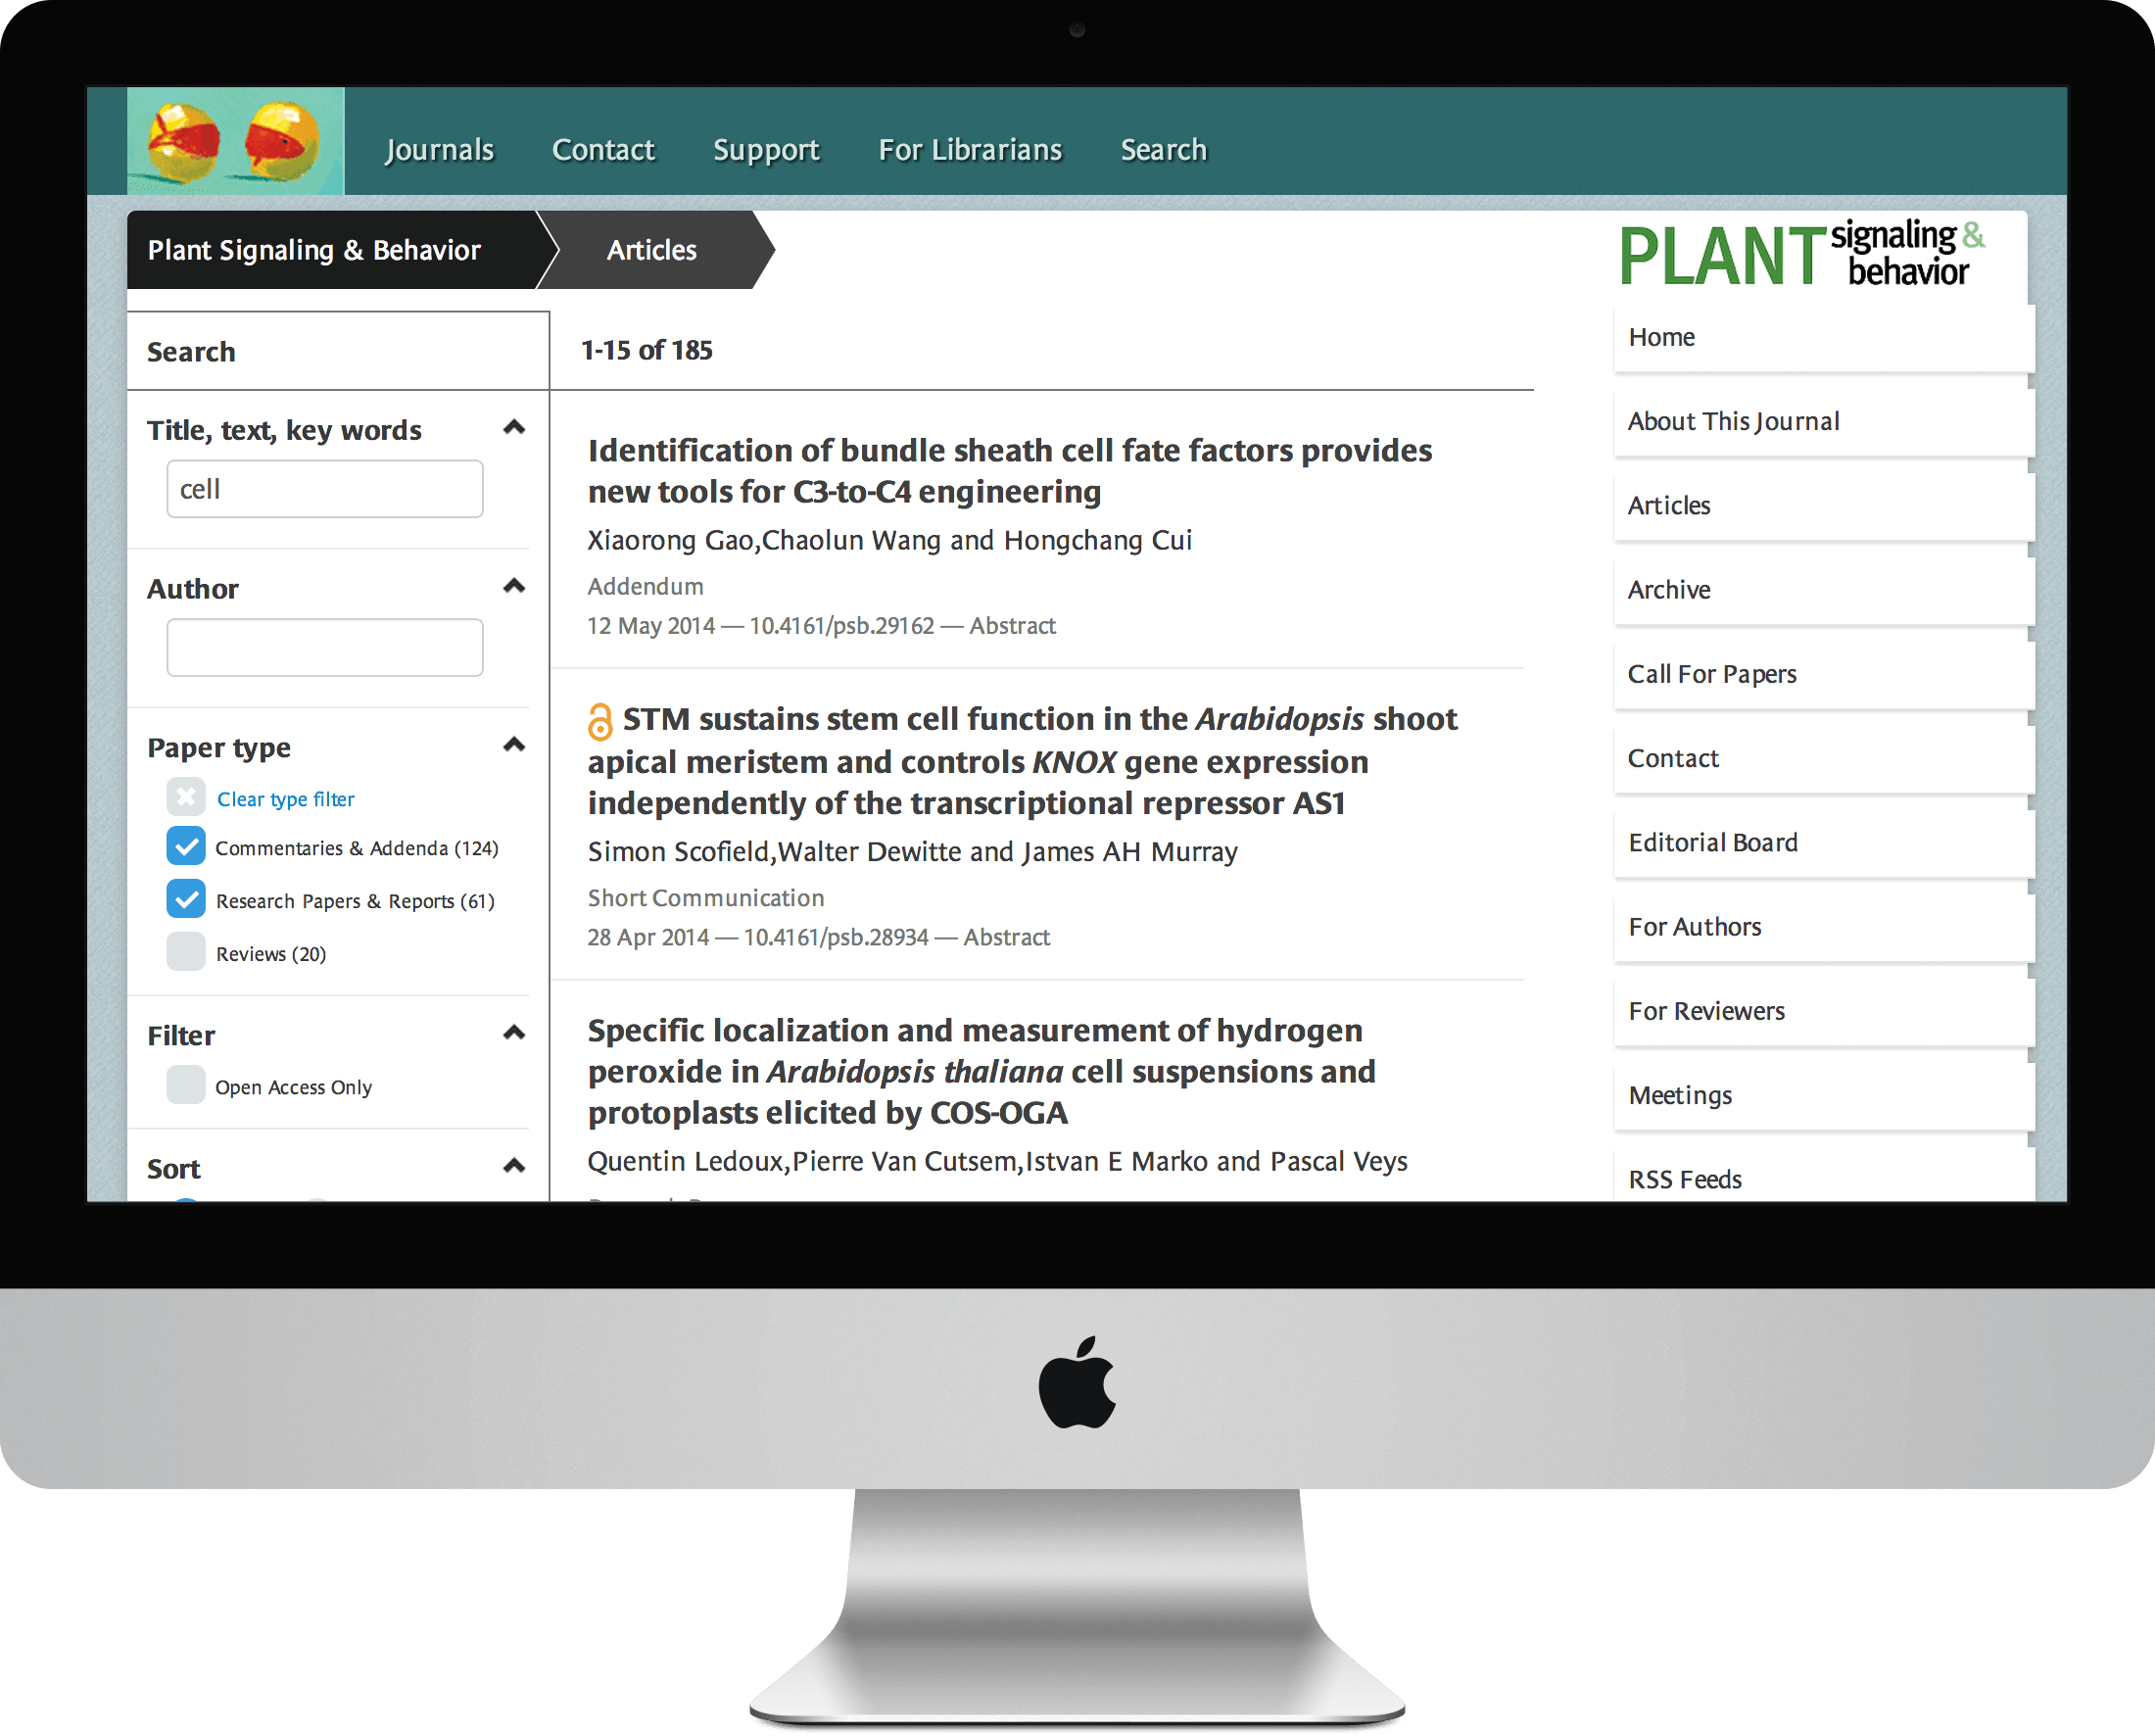 Journals Contact Support For Librarians Search
Plant Signaling & Behavior Articles
Search
Title, text, key words
cell
Author
Paper type
Clear type filter
Commentaries & Addenda (124)
Research Papers & Reports (61)
Reviews (20)
Filter
Open Access Only
Sort
1-15 of 185
Identification of bundle sheath cell fate factors provides
new tools for C3-to-C4 engineering
Xiaorong Gao,Chaolun Wang and Hongchang Cui
Addendum
12 May 2014 — 10.4161/psb.29162 — Abstract
STM sustains stem cell function in the Arabidopsis shoot
apical meristem and controls KNOX gene expression
independently of the transcriptional repressor AS1
Simon Scofield,Walter Dewitte and James AH Murray
Short Communication
28 Apr 2014 — 10.4161/psb.28934 — Abstract
Specific localization and measurement of hydrogen
peroxide in Arabidopsis thaliana cell suspensions and
protoplasts elicited by COS-OGA
Quentin Ledoux,Pierre Van Cutsem,Istvan E Marko and Pascal Veys
PLANT signaling &
behavior
Home
About This Journal
Articles
Archive
Call For Papers
Contact
Editorial Board
For Authors
For Reviewers
Meetings
RSS Feeds